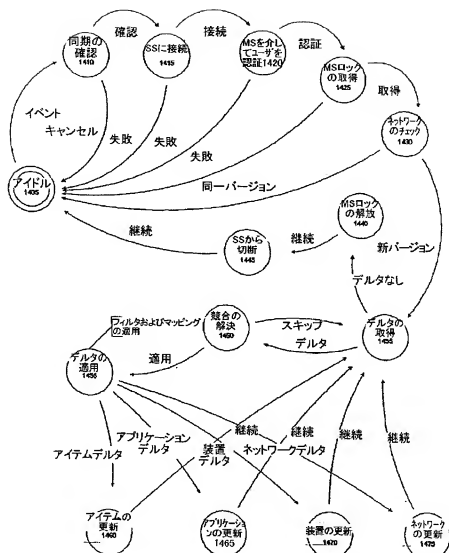 同期の
確認
1410
確認
SSに接続
1415
接続
MSを介し
てユーザを
認証1420
認証
MSロック
の取得
1425
取得
ネットワーク
のチェック
1430
イベント
キャンセル
失敗
失敗
失敗
失敗
アイドル
1405
同一バージョン
MSロック
の解放
1440
継続
SSから
切断
1445
継続
新バージョン
デルタなし
フィルタおよびマッピング
の適用
競合の
解決
1450
スキップ
デルタ
デルタの
取得
1435
適用
デルタの
適用
継続
継続
継続
継続
アイテムデルタ
アプリケーション
デルタ
装置
デルタ
ネットワークデルタ
アイテムの
更新
1460
アプリケーショ
ンの更新
1465
装置の更新
1470
ネットワーク
の更新
1475